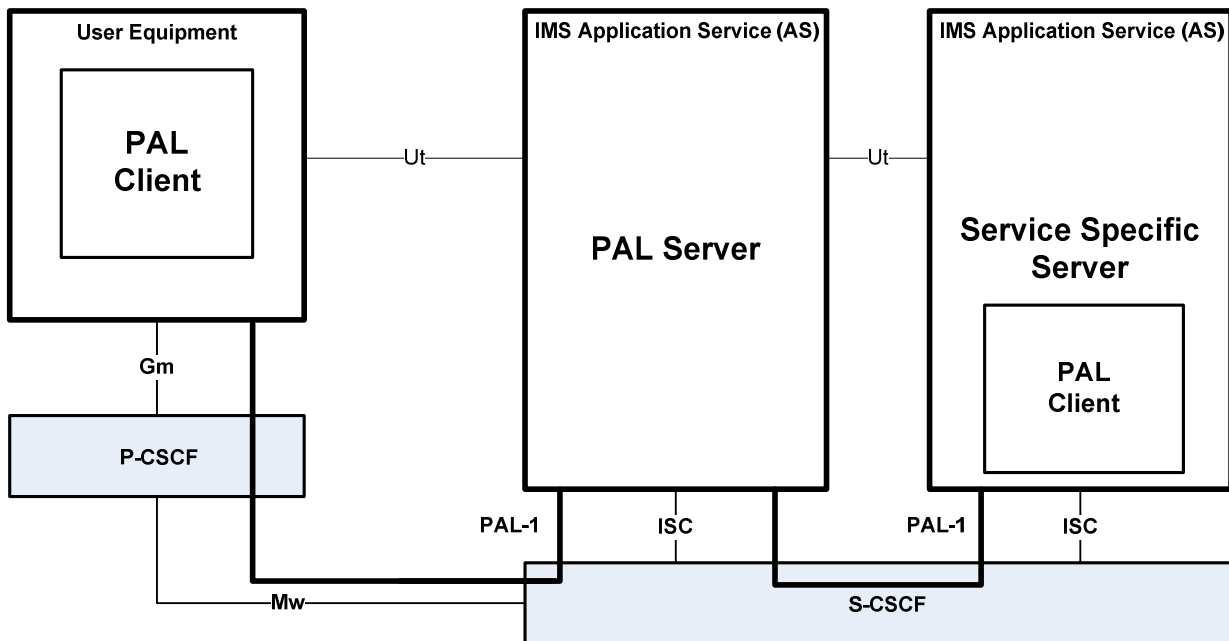 User Equipment
IMS Application Service (AS)
IMS Application Service (AS)
PAL
Client
Ut
Ut
PAL Server
Service Specific
Server
Gm
PAL
Client
P-CSCF
PAL-1
ISC
PAL-1
ISC
Mw
S-CSCF